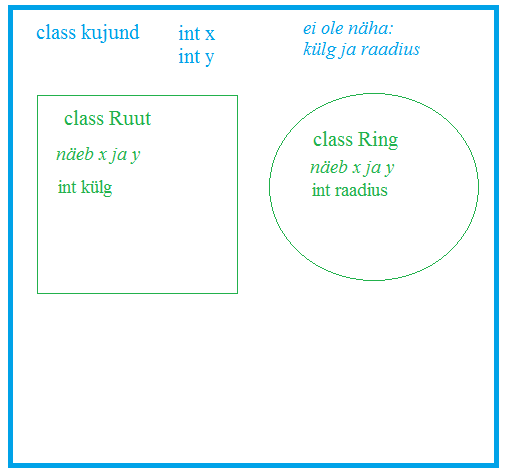 class kujund
int x
int y
ei ole näha:
külg ja raadius
class Ruut
näeb x ja y
int külg
class Ring
näeb x ja y
int raadius